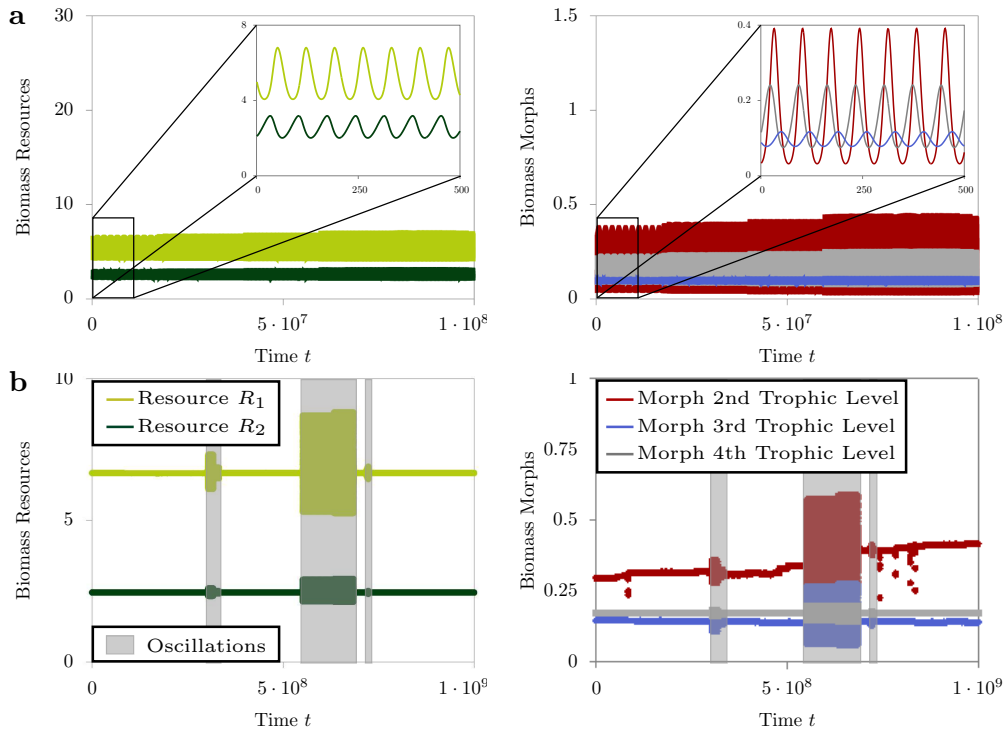 a
Biomass Resources
30
20
10
0
0
5 · 10^7
1 · 10^8
Time t
8
4
0
0
250
500
Biomass Morphs
1.5
1
0.5
0
0
5 · 10^7
1 · 10^8
Time t
0.4
0.2
0
0
250
500
b
Biomass Resources
10
5
0
0
5 · 10^8
1 · 10^9
Time t
Resource R_1
Resource R_2
Oscillations
Biomass Morphs
1
0.75
0.5
0.25
0
0
5 · 10^8
1 · 10^9
Time t
Morph 2nd Trophic Level
Morph 3rd Trophic Level
Morph 4th Trophic Level